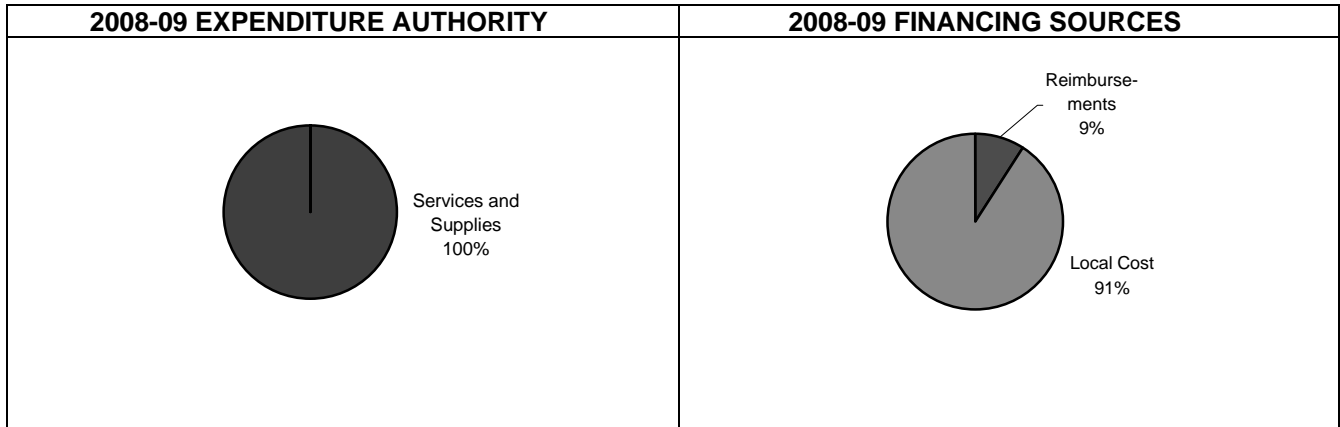 2008-09 EXPENDITURE AUTHORITY
Services and
Supplies
100%
2008-09 FINANCING SOURCES
Reimburse-
ments
9%
Local Cost
91%